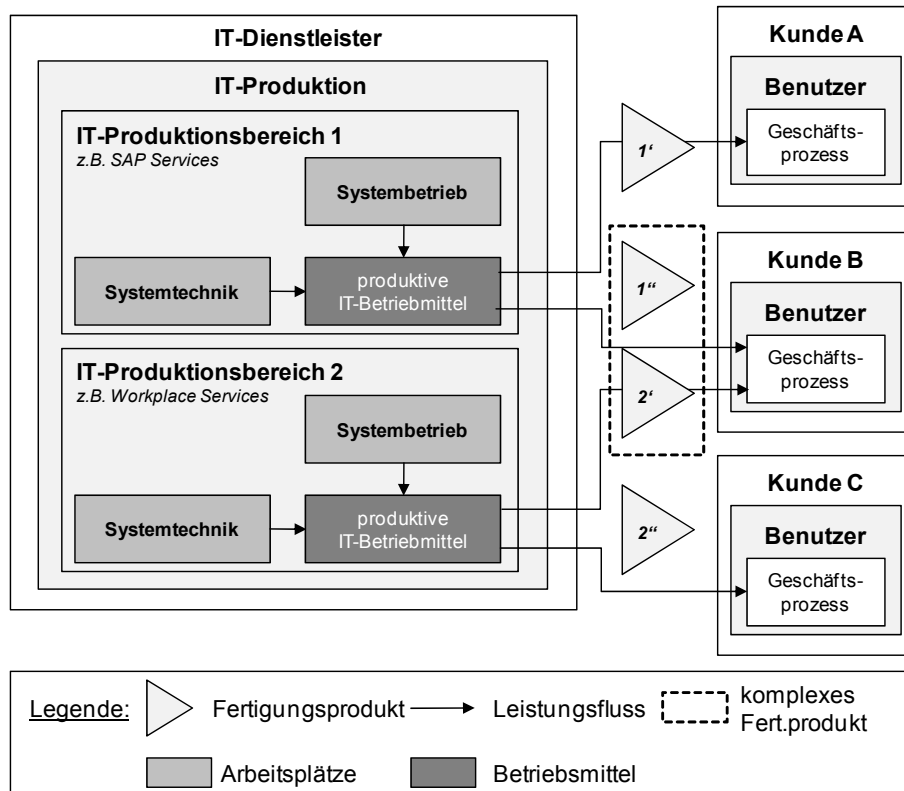 IT-Dienstleister
IT-Produktion
IT-Produktionsbereich 1
z.B. SAP Services
Systembetrieb
Systemtechnik
produktive
IT-Betriebmittel
IT-Produktionsbereich 2
z.B. Workplace Services
Systembetrieb
Systemtechnik
produktive
IT-Betriebmittel
1‘
1“
2‘
2“
Kunde A
Benutzer
Geschäfts-
prozess
Kunde B
Benutzer
Geschäfts-
prozess
Kunde C
Benutzer
Geschäfts-
prozess
Legende:
Fertigungsprodukt
Leistungsfluss
komplexes
Fert.produkt
Arbeitsplätze
Betriebsmittel